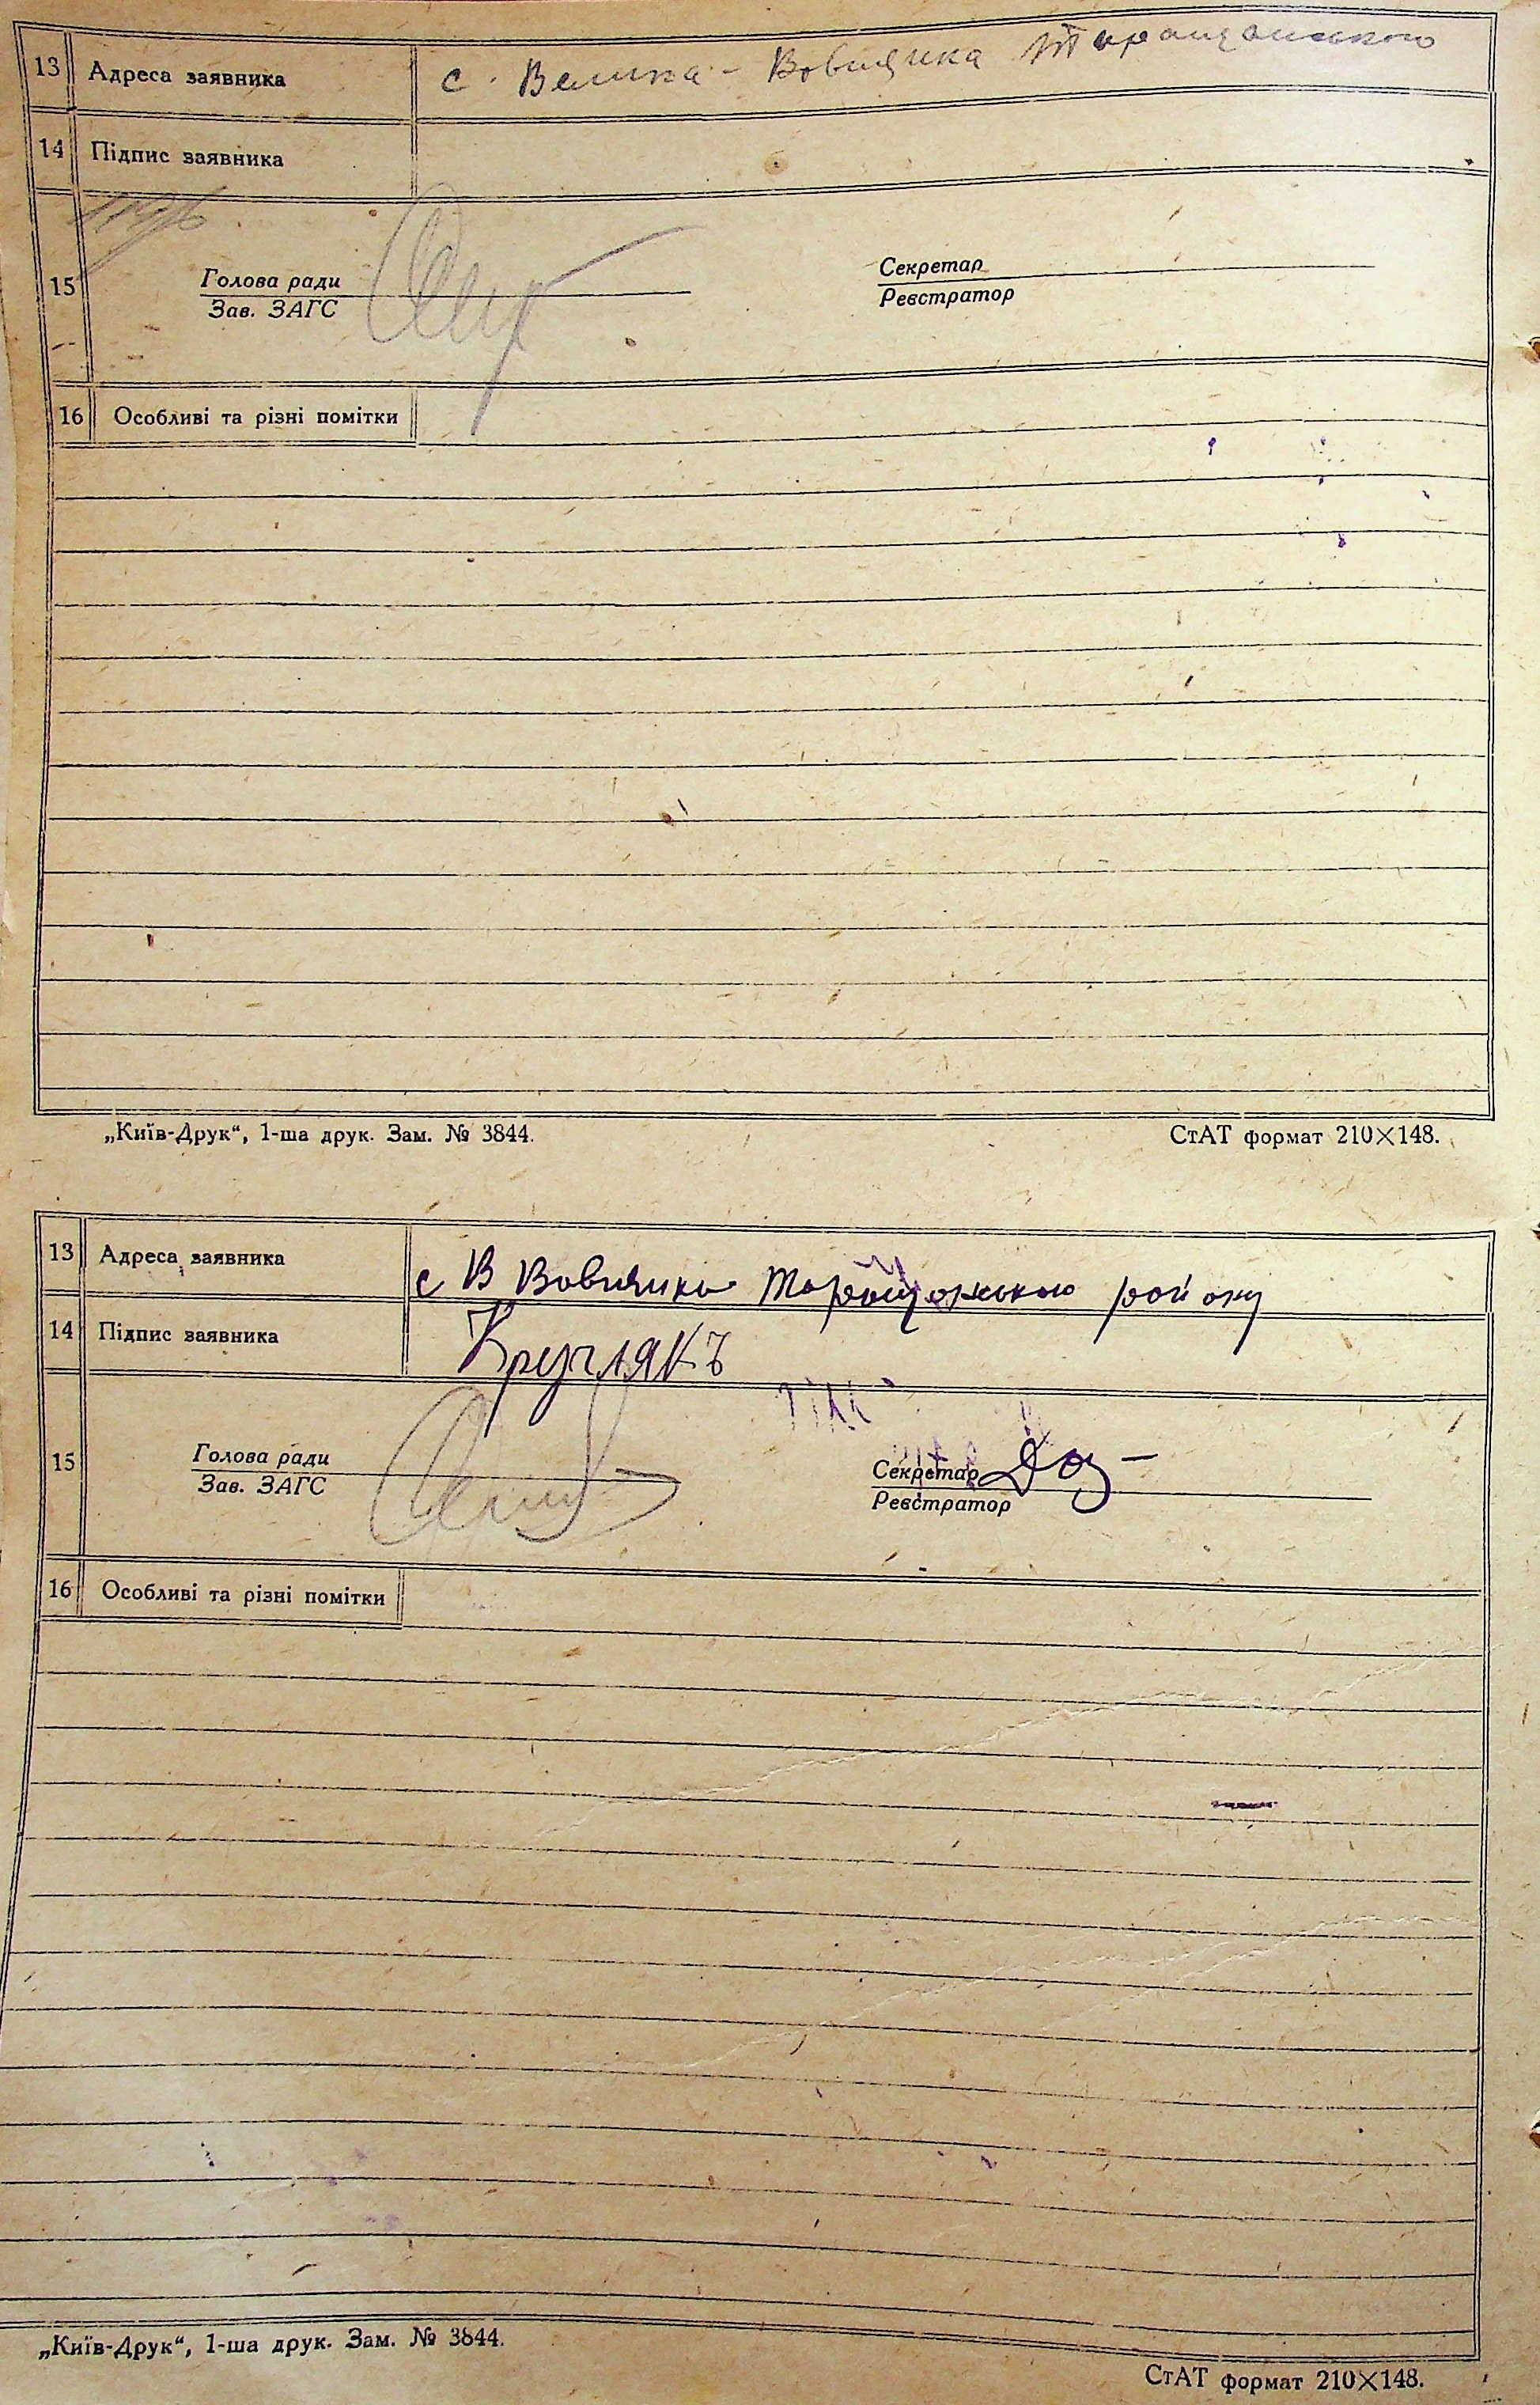 13 Адреса заявника с. Велика-Вовнянка Таращанського
14 Підпис заявника
15
Голова ради Секретар
Зав. ЗАГС Реєстратор
16 Особливі та різні помітки
„Київ-Друк“, 1-ша друк. Зам. № 3844. СтАТ формат 210×148.
13 Адреса заявника с В Вовнянка Таращанського району
14 Підпис заявника Кругляк
15
Голова ради Секретар
Зав. ЗАГС Реєстратор
16 Особливі та різні помітки
„Київ-Друк“, 1-ша друк. Зам. № 3844.
СтАТ формат 210×148.